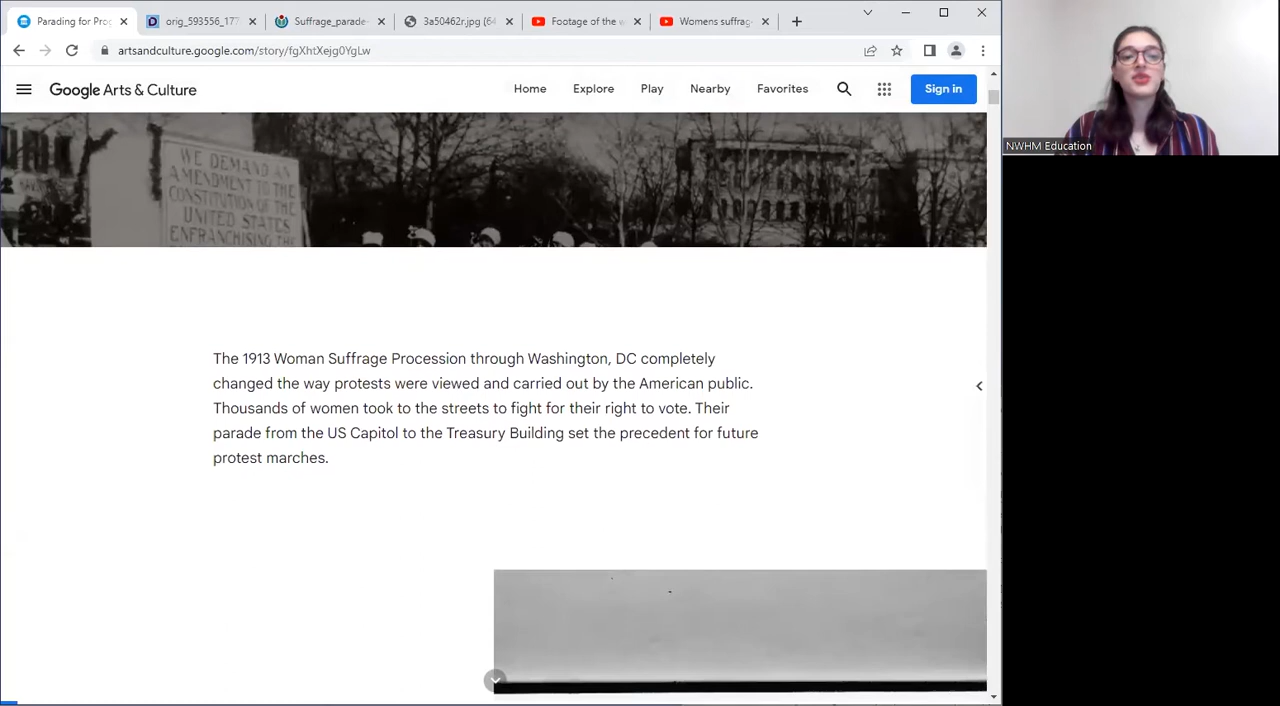 Parading for Pro
orig_593556_177
Suffrage_parade-
3a50462r.jpg (64
Footage of the w
Womens suffrag
artsandculture.google.com/story/fgXhtXejg0YgLw
Google Arts & Culture
Home
Explore
Play
Nearby
Favorites
Sign in
WE DEMAND AN
AMENDMENT TO THE
CONSTITUTION OF THE
UNITED STATES
ENFRANCHISING THE
NWHM Education
The 1913 Woman Suffrage Procession through Washington, DC completely
changed the way protests were viewed and carried out by the American public.
Thousands of women took to the streets to fight for their right to vote. Their
parade from the US Capitol to the Treasury Building set the precedent for future
protest marches.